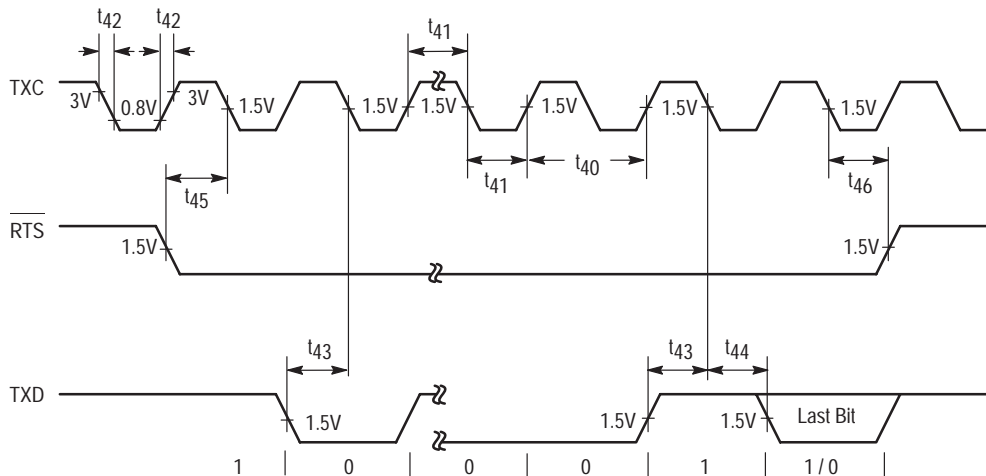 t42 t42 t41
TXC 3V 0.8V 3V 1.5V 1.5V 1.5V 1.5V 1.5V 1.5V
t45 t41 t40 t46
RTS 1.5V 1.5V
t43 t43 t44
TXD 1.5V 1.5V 1.5V Last Bit
1 0 0 0 1 1/0